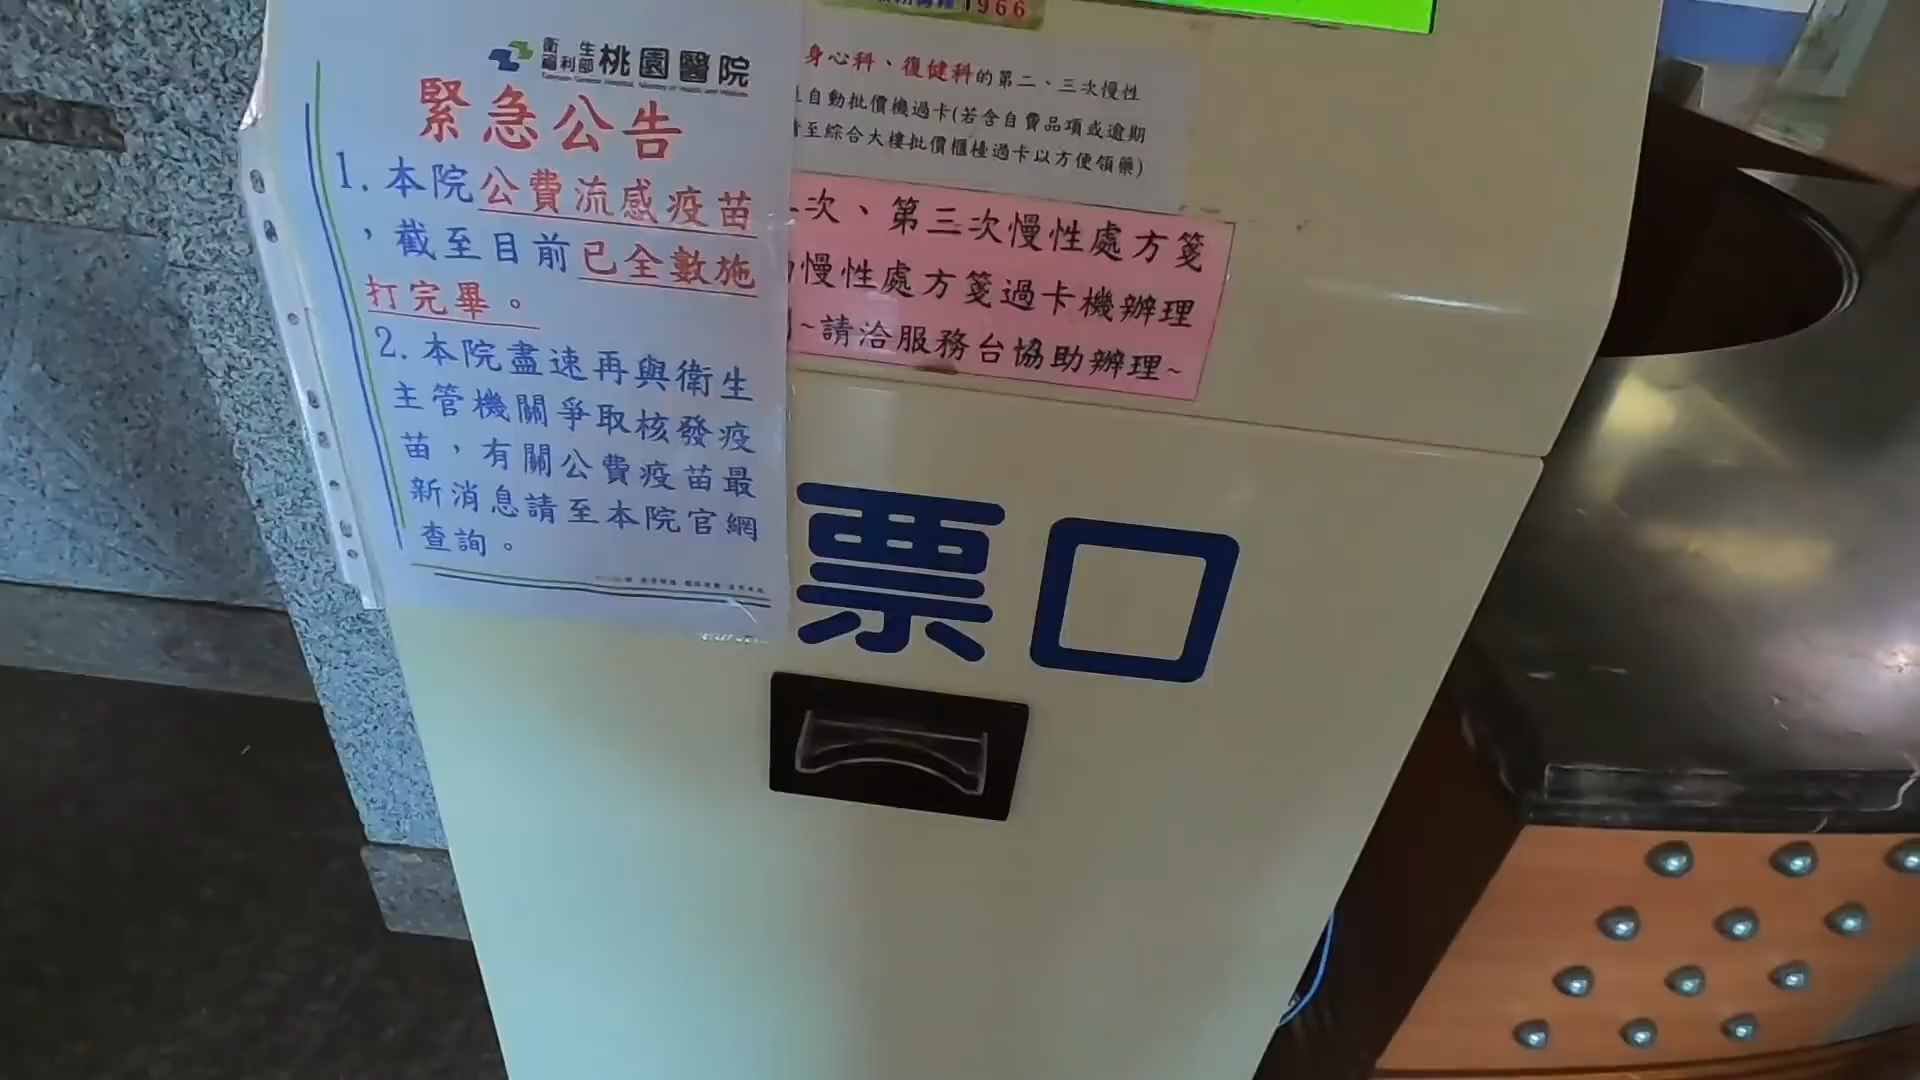 1966
衛生
福利部 桃園醫院
緊急公告
1. 本院公費流感疫苗
，截至目前已全數施
打完畢。
2. 本院盡速再與衛生
主管機關爭取核發疫
苗，有關公費疫苗最
新消息請至本院官網
查詢。
身心科、復健科的第二、三次慢性
自動批價機過卡(若含自費品項或逾期
至綜合大樓批價櫃檯過卡以方便領藥)
次、第三次慢性處方箋
慢性處方箋過卡機辦理
~請洽服務台協助辦理~
票口